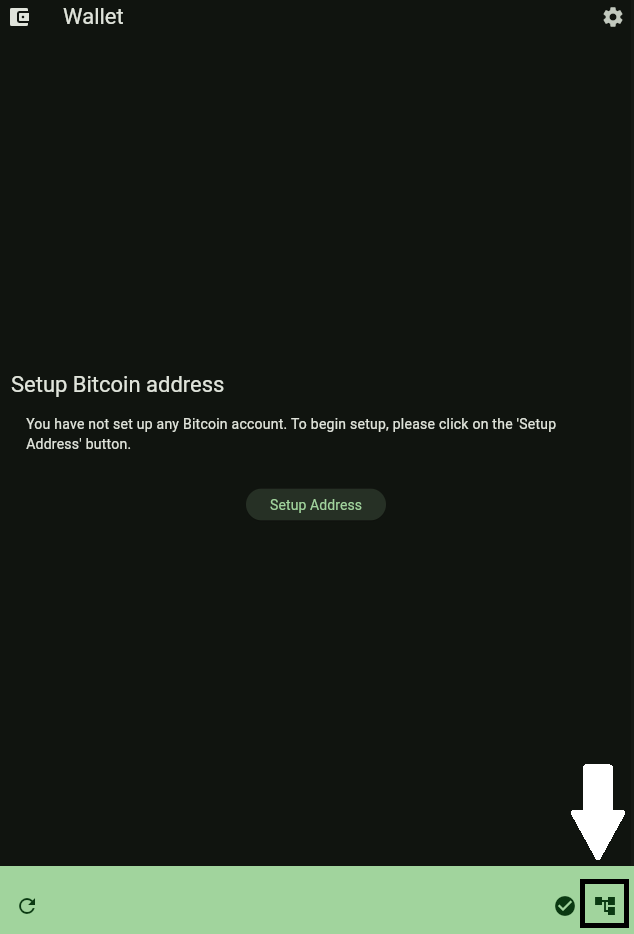 Wallet
Setup Bitcoin address
You have not set up any Bitcoin account. To begin setup, please click on the 'Setup
Address' button.
Setup Address